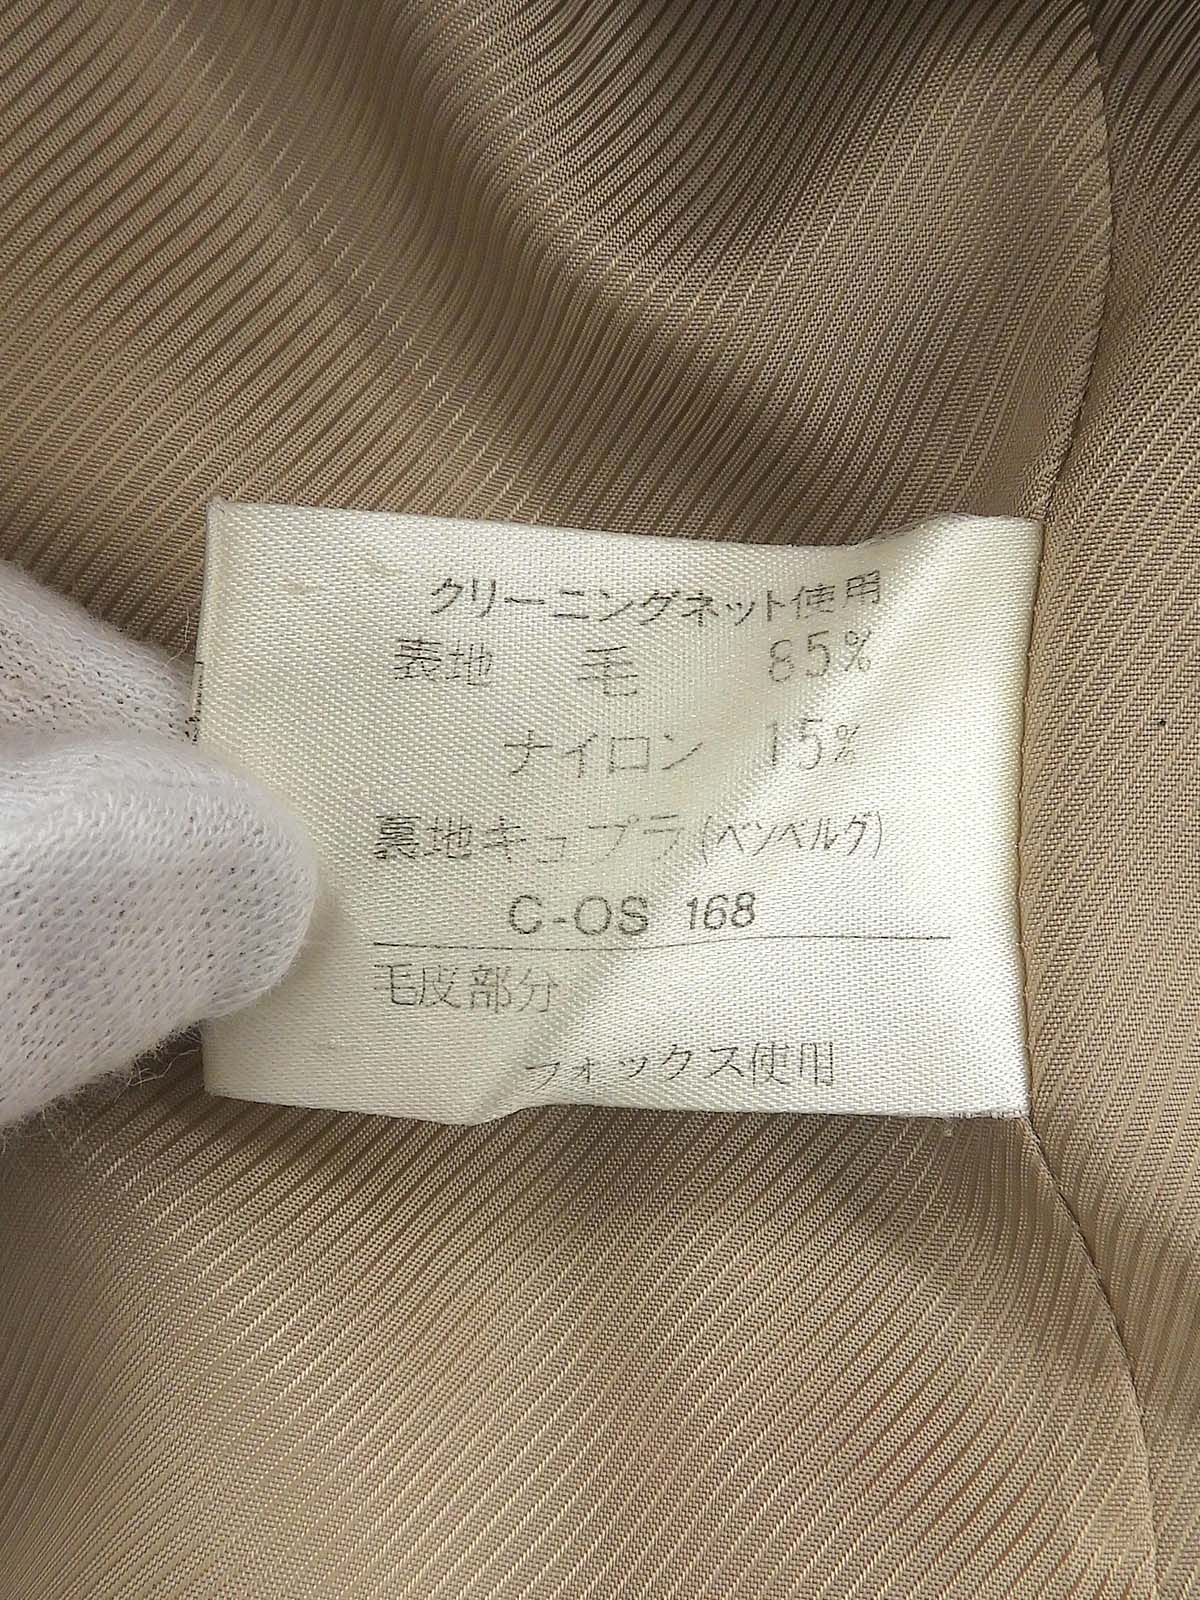 クリーニングネット使用
表地 毛 85%
ナイロン 15%
裏地キュプラ(ベンベルグ)
C-OS 168
毛皮部分
フォックス使用